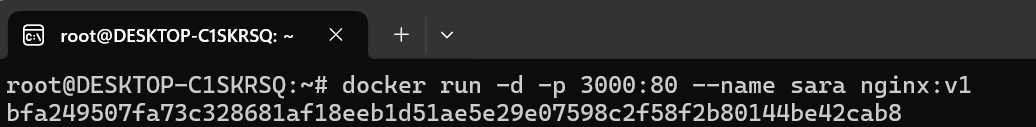 root@DESKTOP-C1SKRSQ: ~
root@DESKTOP-C1SKRSQ:~# docker run -d -p 3000:80 --name sara nginx:v1
bfa249507fa73c328681af18eeb1d51ae5e29e07598c2f58f2b80144be42cab8